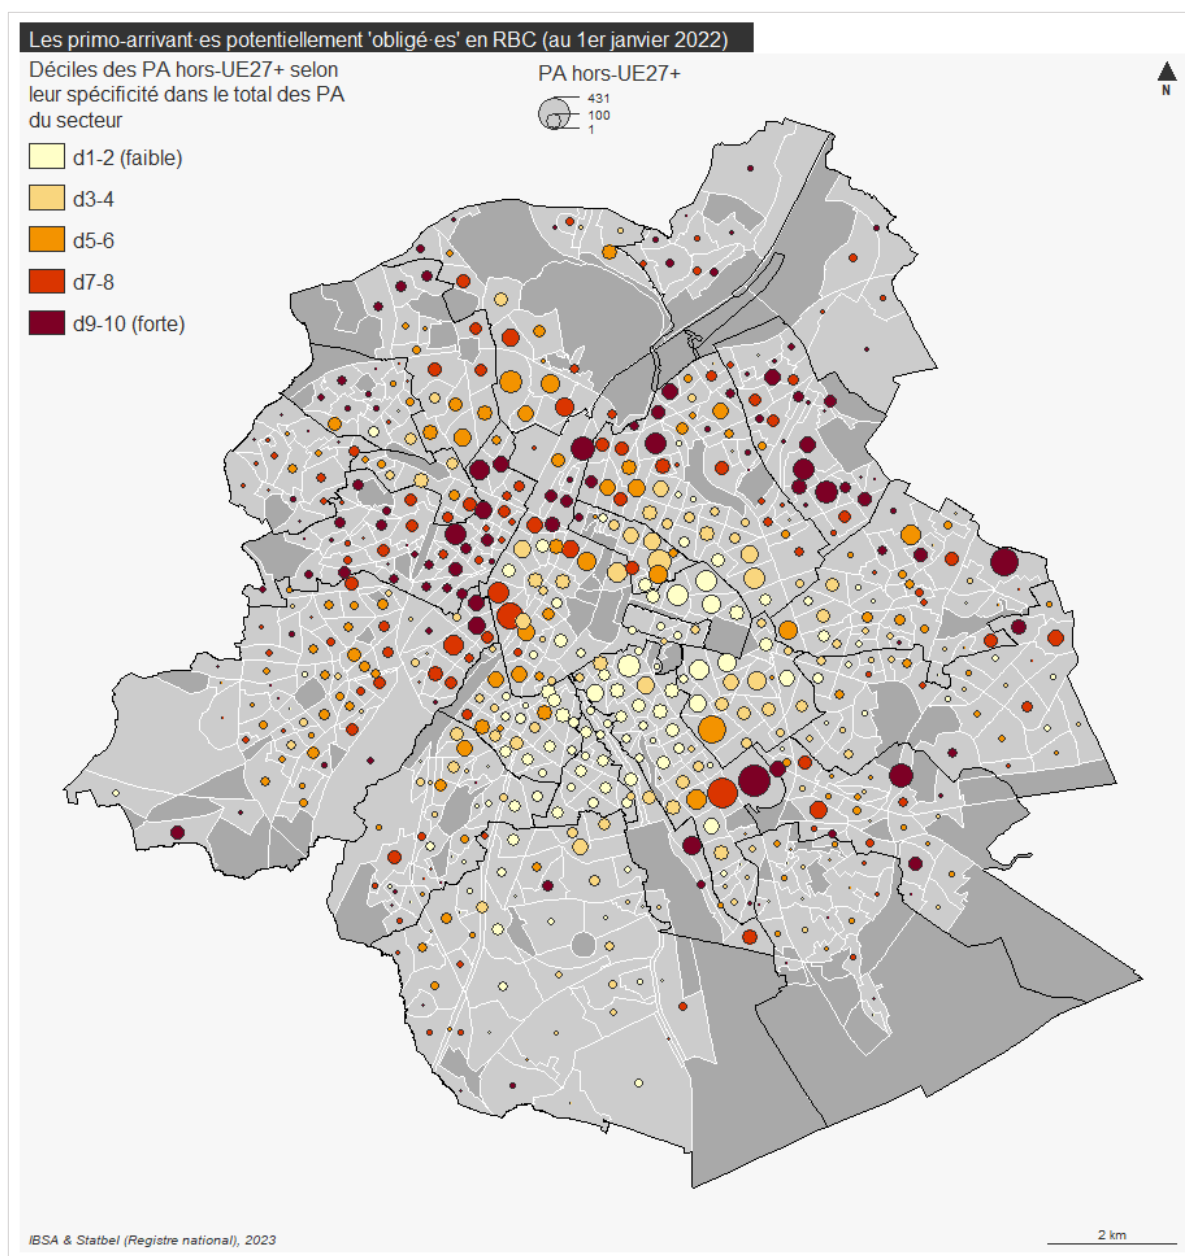 Les primo-arrivant·es potentiellement 'obligé·es' en RBC (au 1er janvier 2022)
Déciles des PA hors-UE27+ selon
leur spécificité dans le total des PA
du secteur
d1-2 (faible)
d3-4
d5-6
d7-8
d9-10 (forte)
PA hors-UE27+
431
100
1
N
IBSA & Statbel (Registre national), 2023
2 km